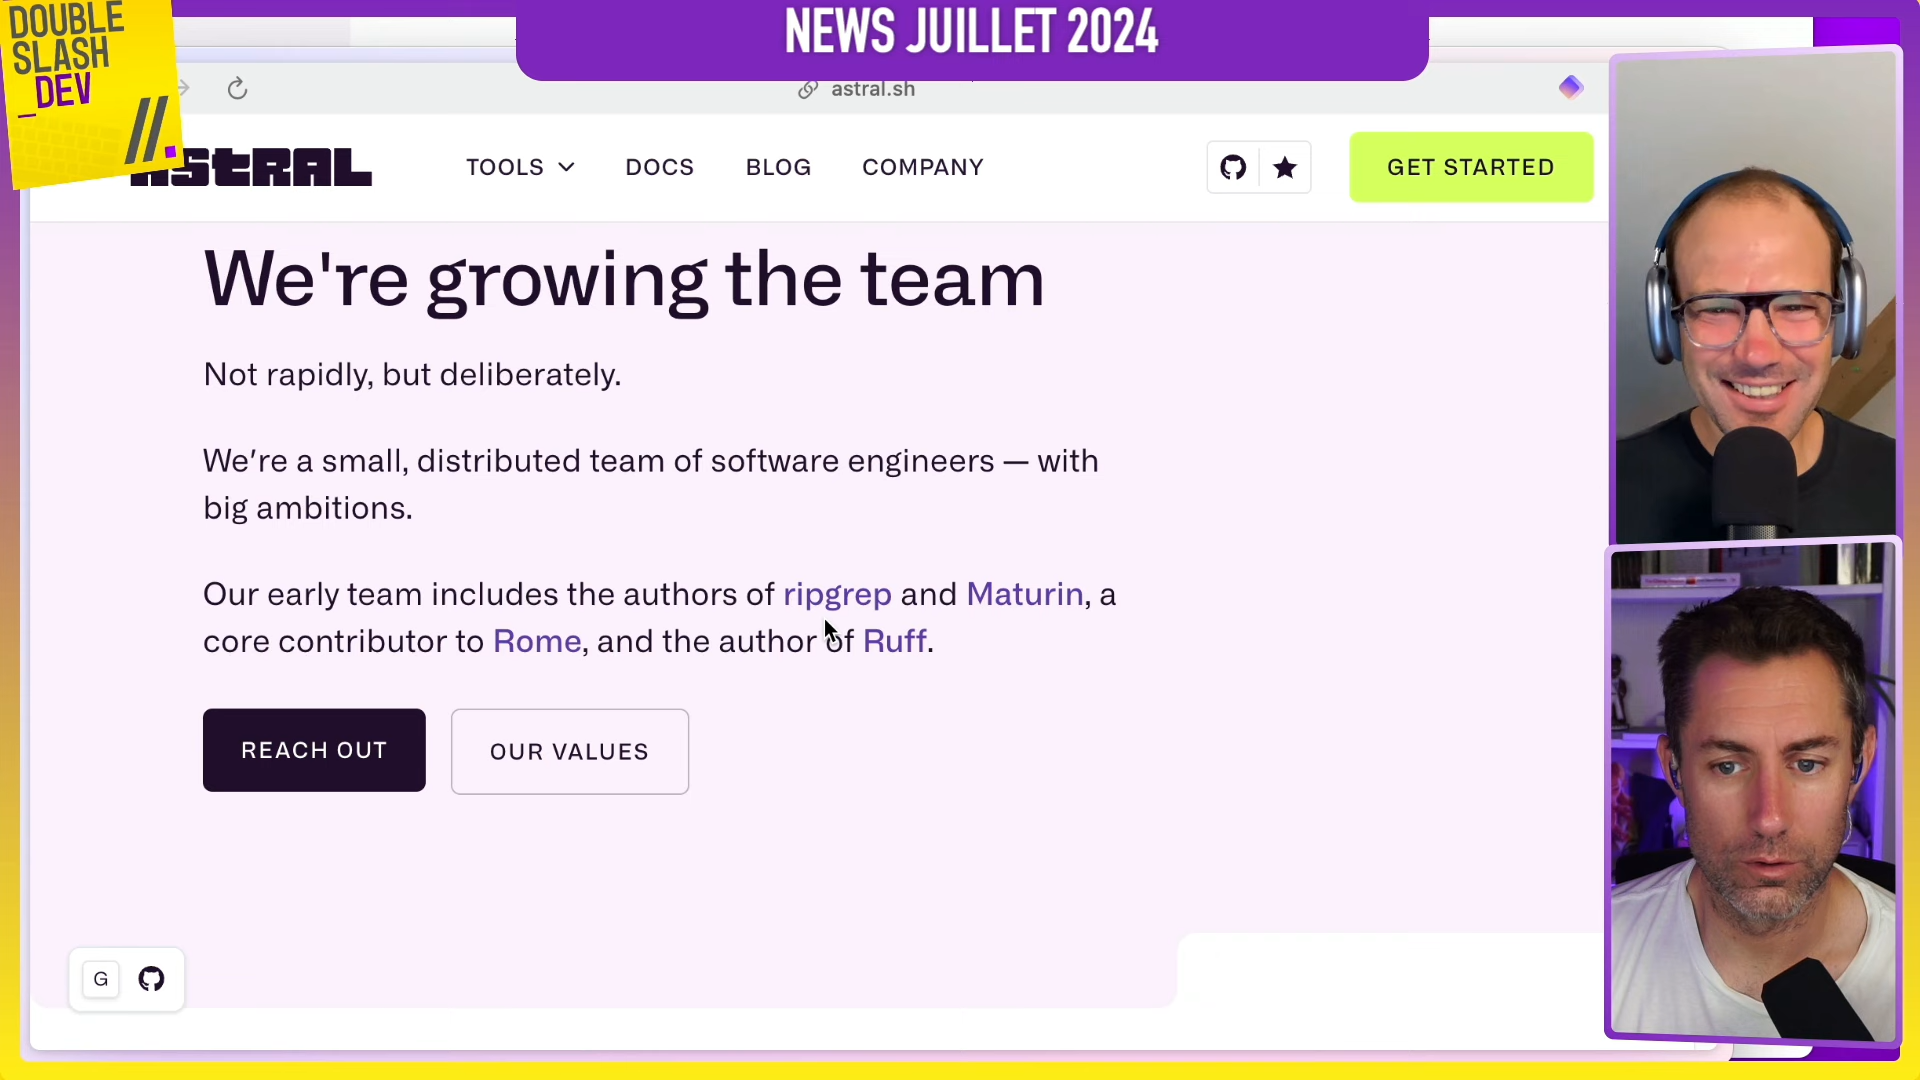 DOUBLE
SLASH
_DEV
//.
NEWS JUILLET 2024
astral.sh
ASTRAL
TOOLS
DOCS
BLOG
COMPANY
GET STARTED
We're growing the team
Not rapidly, but deliberately.
We're a small, distributed team of software engineers — with
big ambitions.
Our early team includes the authors of ripgrep and Maturin, a
core contributor to Rome, and the author of Ruff.
REACH OUT
OUR VALUES
G